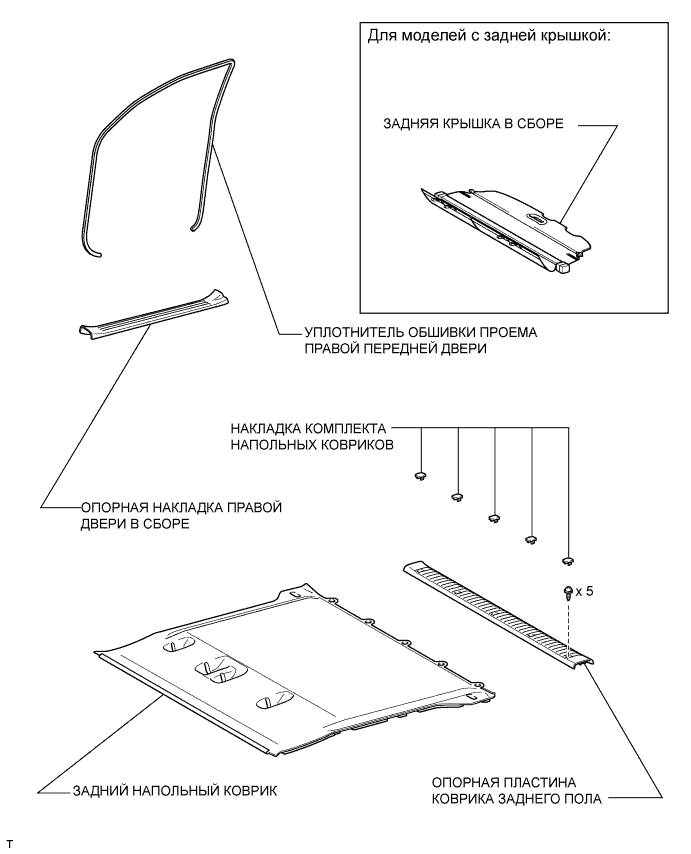 Для моделей с задней крышкой:
ЗАДНЯЯ КРЫШКА В СБОРЕ
УПЛОТНИТЕЛЬ ОБШИВКИ ПРОЕМА
ПРАВОЙ ПЕРЕДНЕЙ ДВЕРИ
НАКЛАДКА КОМПЛЕКТА
НАПОЛЬНЫХ КОВРИКОВ
ОПОРНАЯ НАКЛАДКА ПРАВОЙ
ДВЕРИ В СБОРЕ
x 5
ЗАДНИЙ НАПОЛЬНЫЙ КОВРИК
ОПОРНАЯ ПЛАСТИНА
КОВРИКА ЗАДНЕГО ПОЛА
T